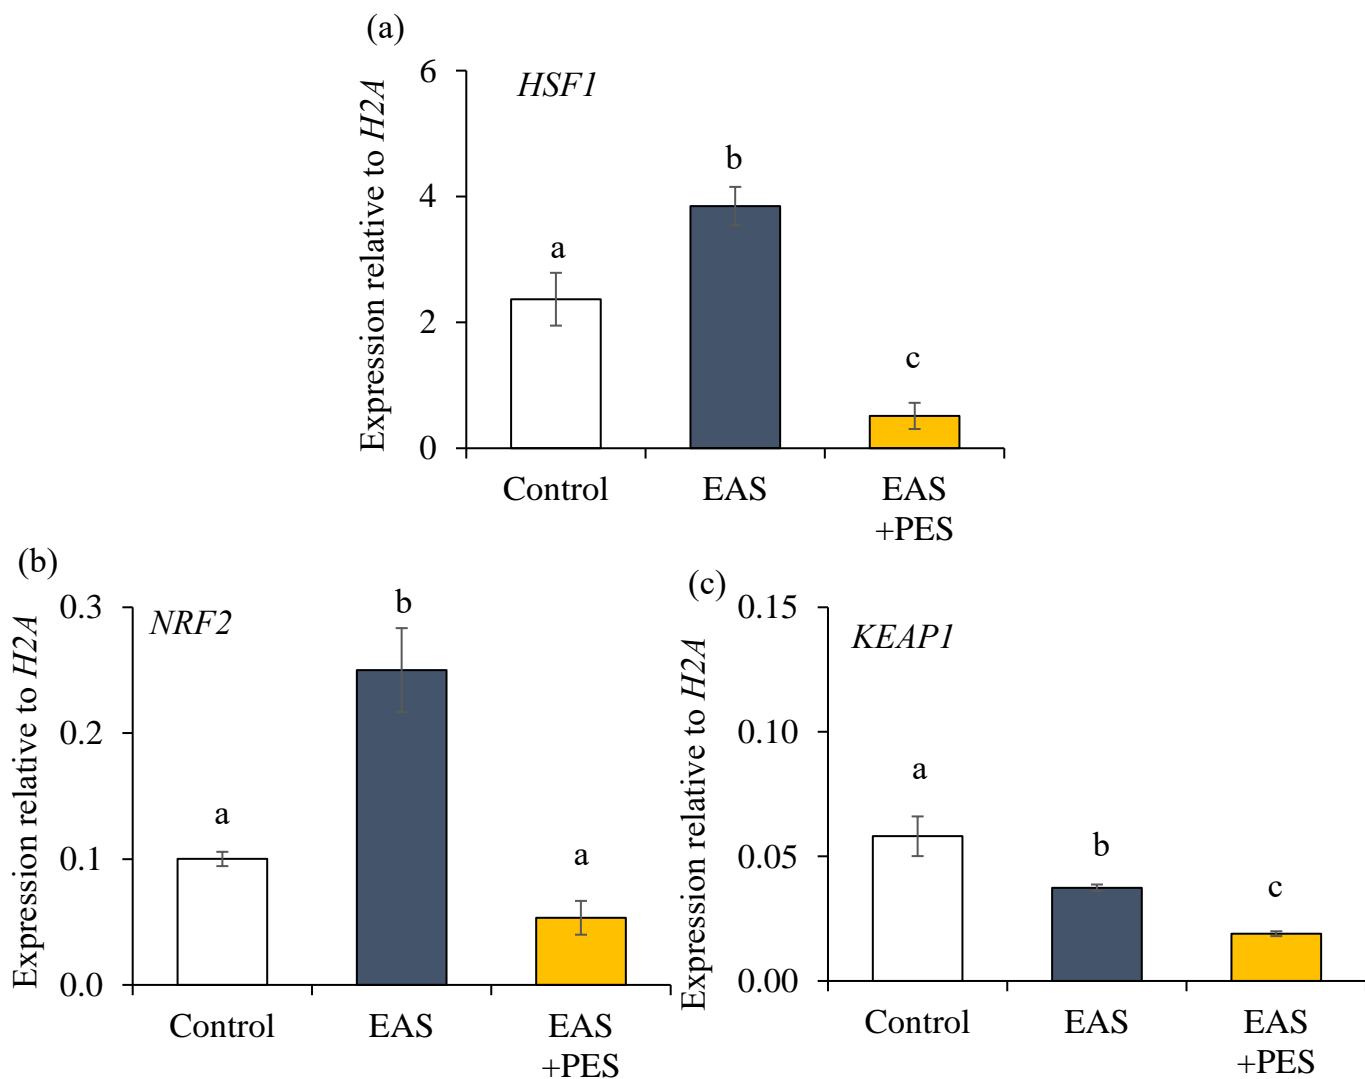 (a)
HSF1
Expression relative to H2A
6
4
2
0
a
b
c
Control
EAS
EAS
+PES
(b)
NRF2
Expression relative to H2A
0.3
0.2
0.1
0.0
a
b
a
Control
EAS
EAS
+PES
(c)
KEAP1
Expression relative to H2A
0.15
0.10
0.05
0.00
a
b
c
Control
EAS
EAS
+PES